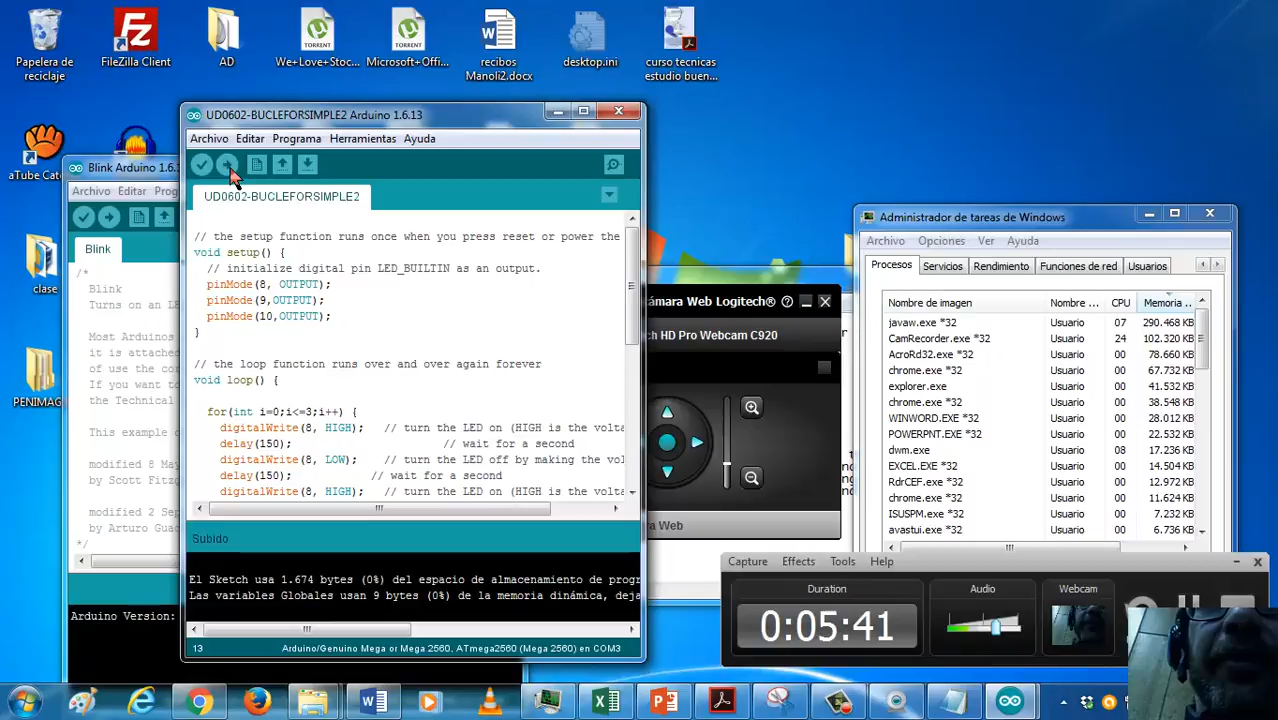 Papelera de reciclaje
FileZilla Client
AD
We+Love+Stoc...
TORRENT
Microsoft+Offi...
TORRENT
recibos Manoli2.docx
desktop.ini
curso tecnicas estudio buen...
aTube Cat
clase
PENIMAG
Blink Arduino 1.6.1
Archivo Editar
Blink
/*
Blink
Turns on an LE
Most Arduinos
it is attached
of use the cor
If you want to
the Technical
This example c
modified 8 May
by Scott Fitzg
modified 2 Sep
by Arturo Guad
*/
Arduino Version:
UD0602-BUCLEFORSIMPLE2 Arduino 1.6.13
Archivo Editar Programa Herramientas Ayuda
UD0602-BUCLEFORSIMPLE2
// the setup function runs once when you press reset or power the
void setup() {
// initialize digital pin LED_BUILTIN as an output.
pinMode(8, OUTPUT);
pinMode(9,OUTPUT);
pinMode(10,OUTPUT);
}
// the loop function runs over and over again forever
void loop() {
for(int i=0;i<=3;i++) {
digitalWrite(8, HIGH); // turn the LED on (HIGH is the volta
delay(150); // wait for a second
digitalWrite(8, LOW); // turn the LED off by making the vol
delay(150); // wait for a second
digitalWrite(8, HIGH); // turn the LED on (HIGH is the volta
Subido
El Sketch usa 1.674 bytes (0%) del espacio de almacenamiento de progr
Las variables Globales usan 9 bytes (0%) de la memoria dinámica, deja
13 Arduino/Genuino Mega or Mega 2560, ATmega2560 (Mega 2560) en COM3
ámara Web Logitech®
ch HD Pro Webcam C920
ra Web
Administrador de tareas de Windows
Archivo Opciones Ver Ayuda
Procesos Servicios Rendimiento Funciones de red Usuarios
Nombre de imagen Nombre ... CPU Memoria ...
javaw.exe *32 Usuario 07 290.468 KB
CamRecorder.exe *32 Usuario 24 102.320 KB
AcroRd32.exe *32 Usuario 00 78.660 KB
chrome.exe *32 Usuario 00 67.732 KB
explorer.exe Usuario 00 41.532 KB
chrome.exe *32 Usuario 00 38.548 KB
WINWORD.EXE *32 Usuario 00 28.012 KB
POWERPNT.EXE *32 Usuario 00 22.532 KB
dwm.exe Usuario 08 17.236 KB
EXCEL.EXE *32 Usuario 00 14.504 KB
RdrCEF.exe *32 Usuario 00 12.972 KB
chrome.exe *32 Usuario 00 11.624 KB
ISUSPM.exe *32 Usuario 00 7.232 KB
avastui.exe *32 Usuario 00 6.736 KB
Capture Effects Tools Help
Duration Audio Webcam
0:05:41